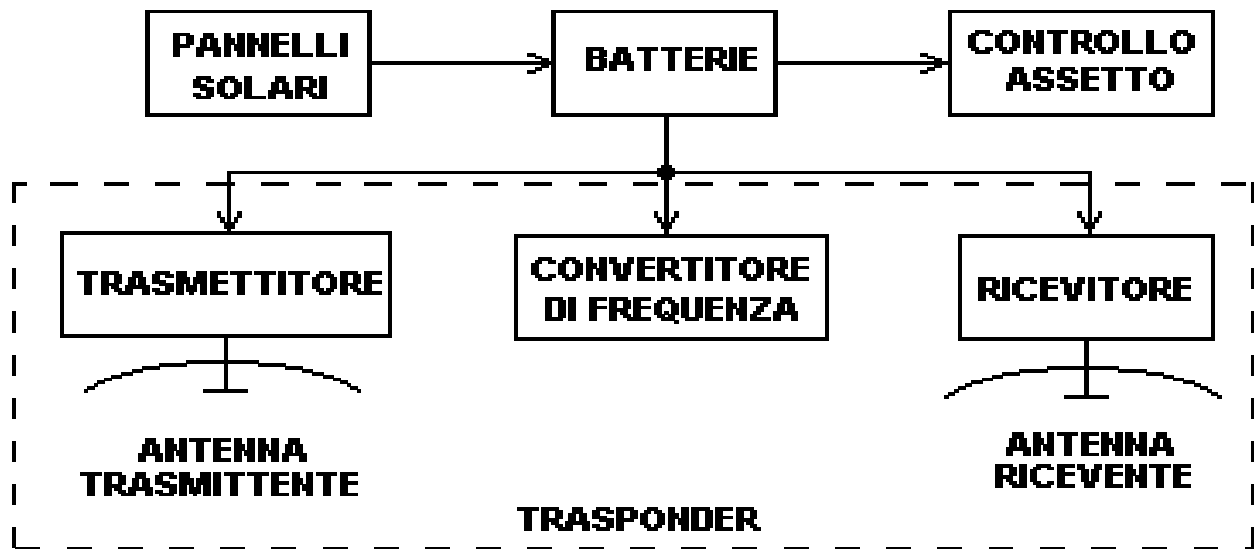 PANNELLI
SOLARI
BATTERIE
CONTROLLO
ASSETTO
TRASMETTITORE
CONVERTITORE
DI FREQUENZA
RICEVITORE
ANTENNA
TRASMITTENTE
ANTENNA
RICEVENTE
TRASPONDER